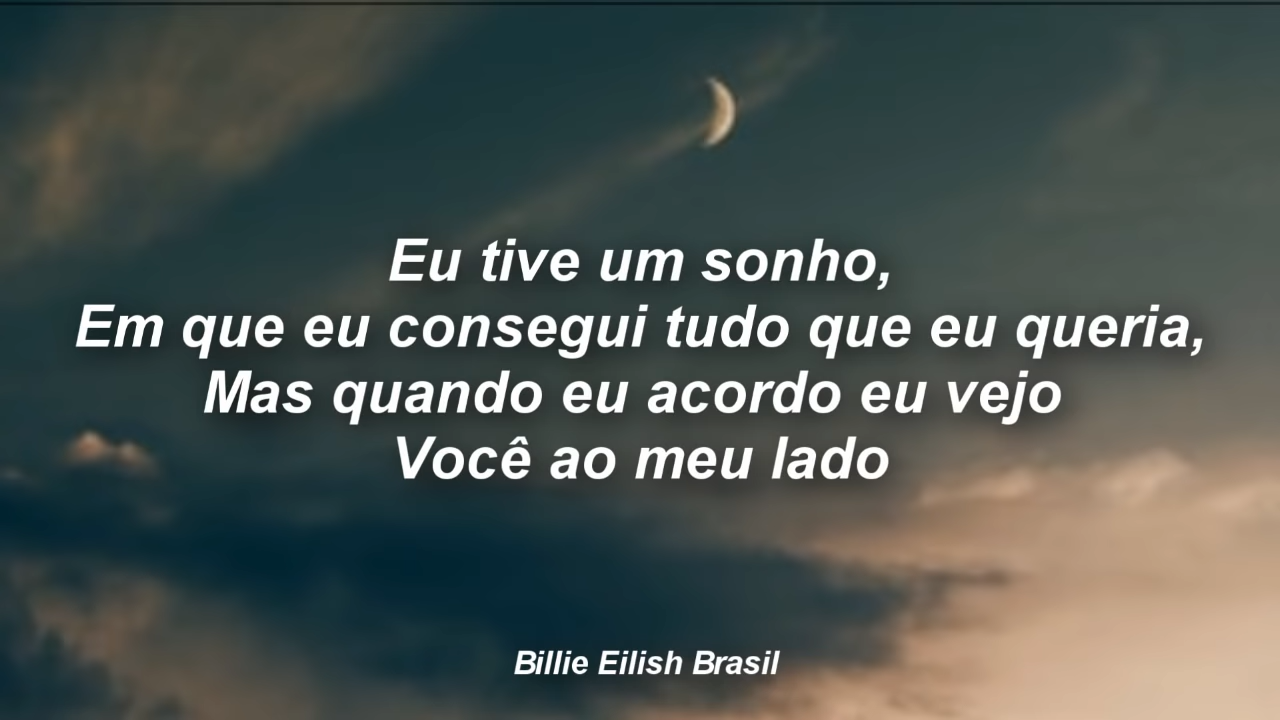 Eu tive um sonho,
Em que eu consegui tudo que eu queria,
Mas quando eu acordo eu vejo
Você ao meu lado
Billie Eilish Brasil